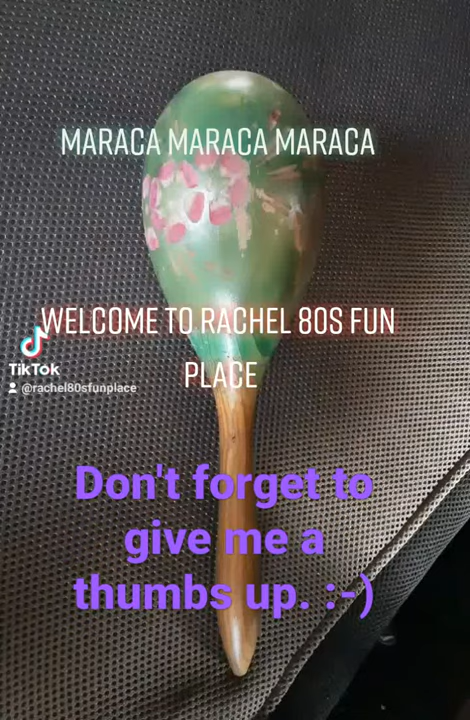 MARACA MARACA MARACA
WELCOME TO RACHEL 80S FUN
PLACE
TikTok
@rachel80sfunplace
Don't forget to
give me a
thumbs up. :-)